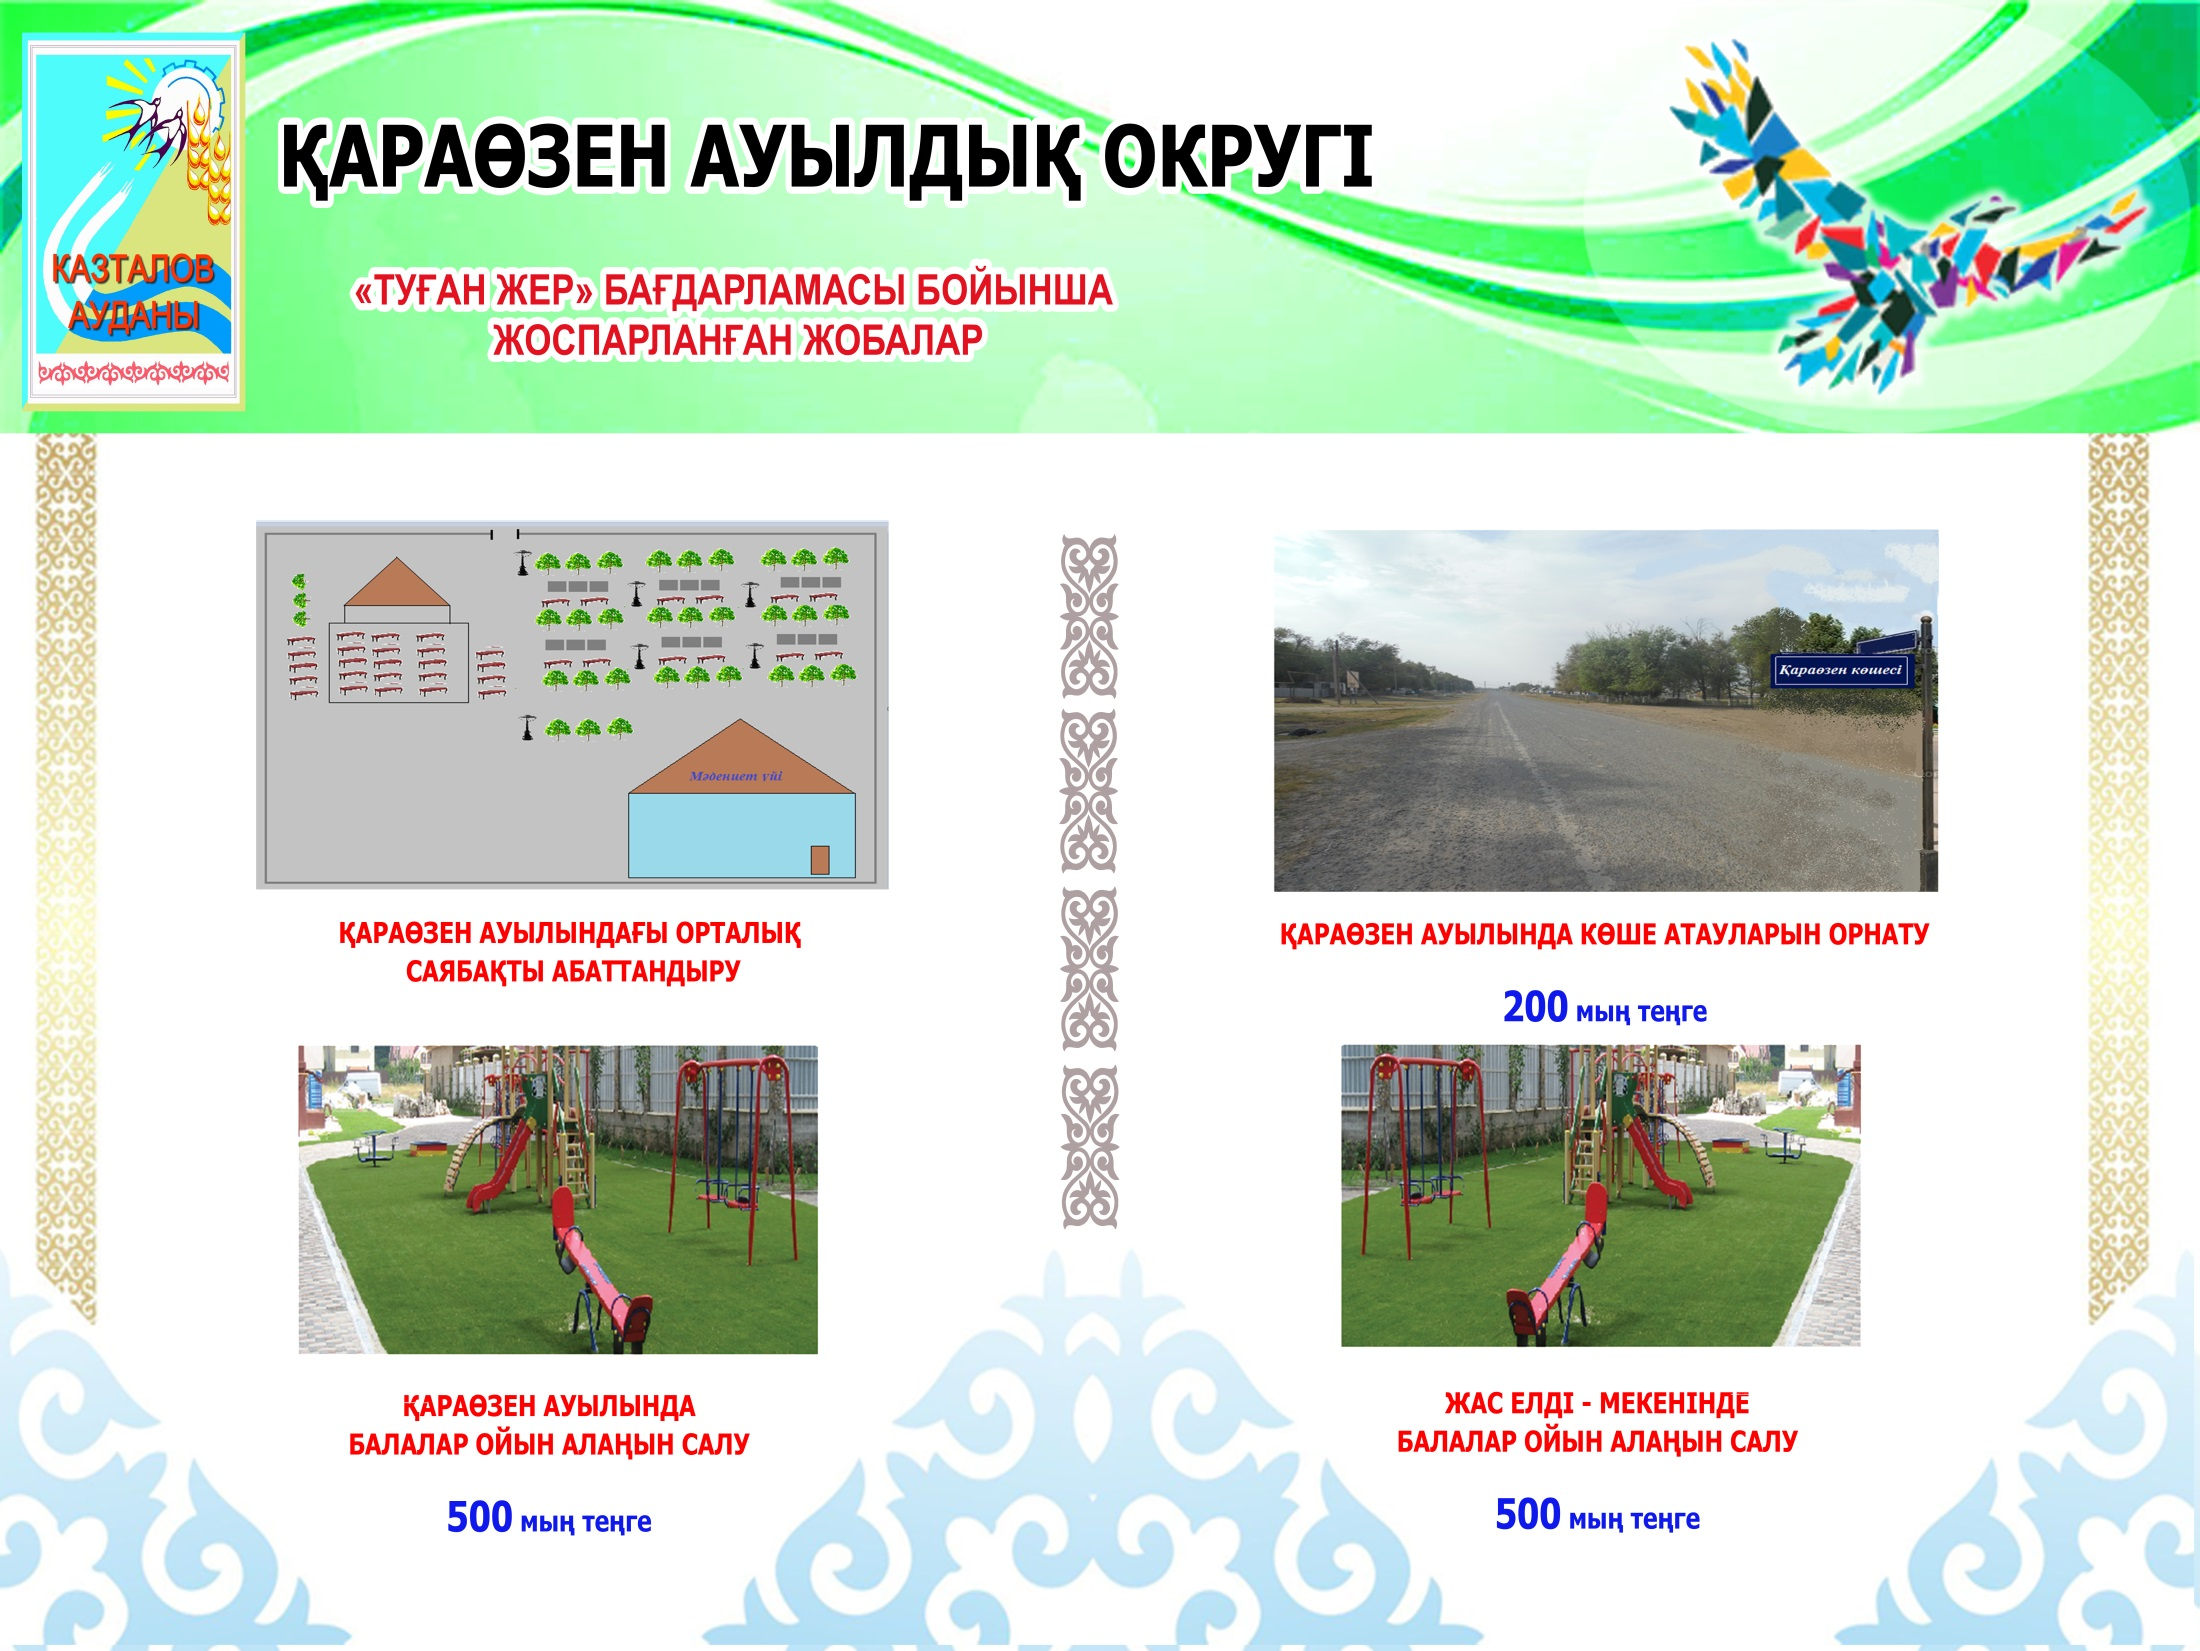 КАЗТАЛОВ
АУДАНЫ
ҚАРАӨЗЕН АУЫЛДЫҚ ОКРУГІ
«ТУҒАН ЖЕР» БАҒДАРЛАМАСЫ БОЙЫНША
ЖОСПАРЛАНҒАН ЖОБАЛАР
Мәдениет үйі
ҚАРАӨЗЕН АУЫЛЫНДАҒЫ ОРТАЛЫҚ
САЯБАҚТЫ АБАТТАНДЫРУ
Қараөзен көшесі
ҚАРАӨЗЕН АУЫЛЫНДА КӨШЕ АТАУЛАРЫН ОРНАТУ
200 мың теңге
ҚАРАӨЗЕН АУЫЛЫНДА
БАЛАЛАР ОЙЫН АЛАҢЫН САЛУ
500 мың теңге
ЖАС ЕЛДІ - МЕКЕНІНДЕ
БАЛАЛАР ОЙЫН АЛАҢЫН САЛУ
500 мың теңге